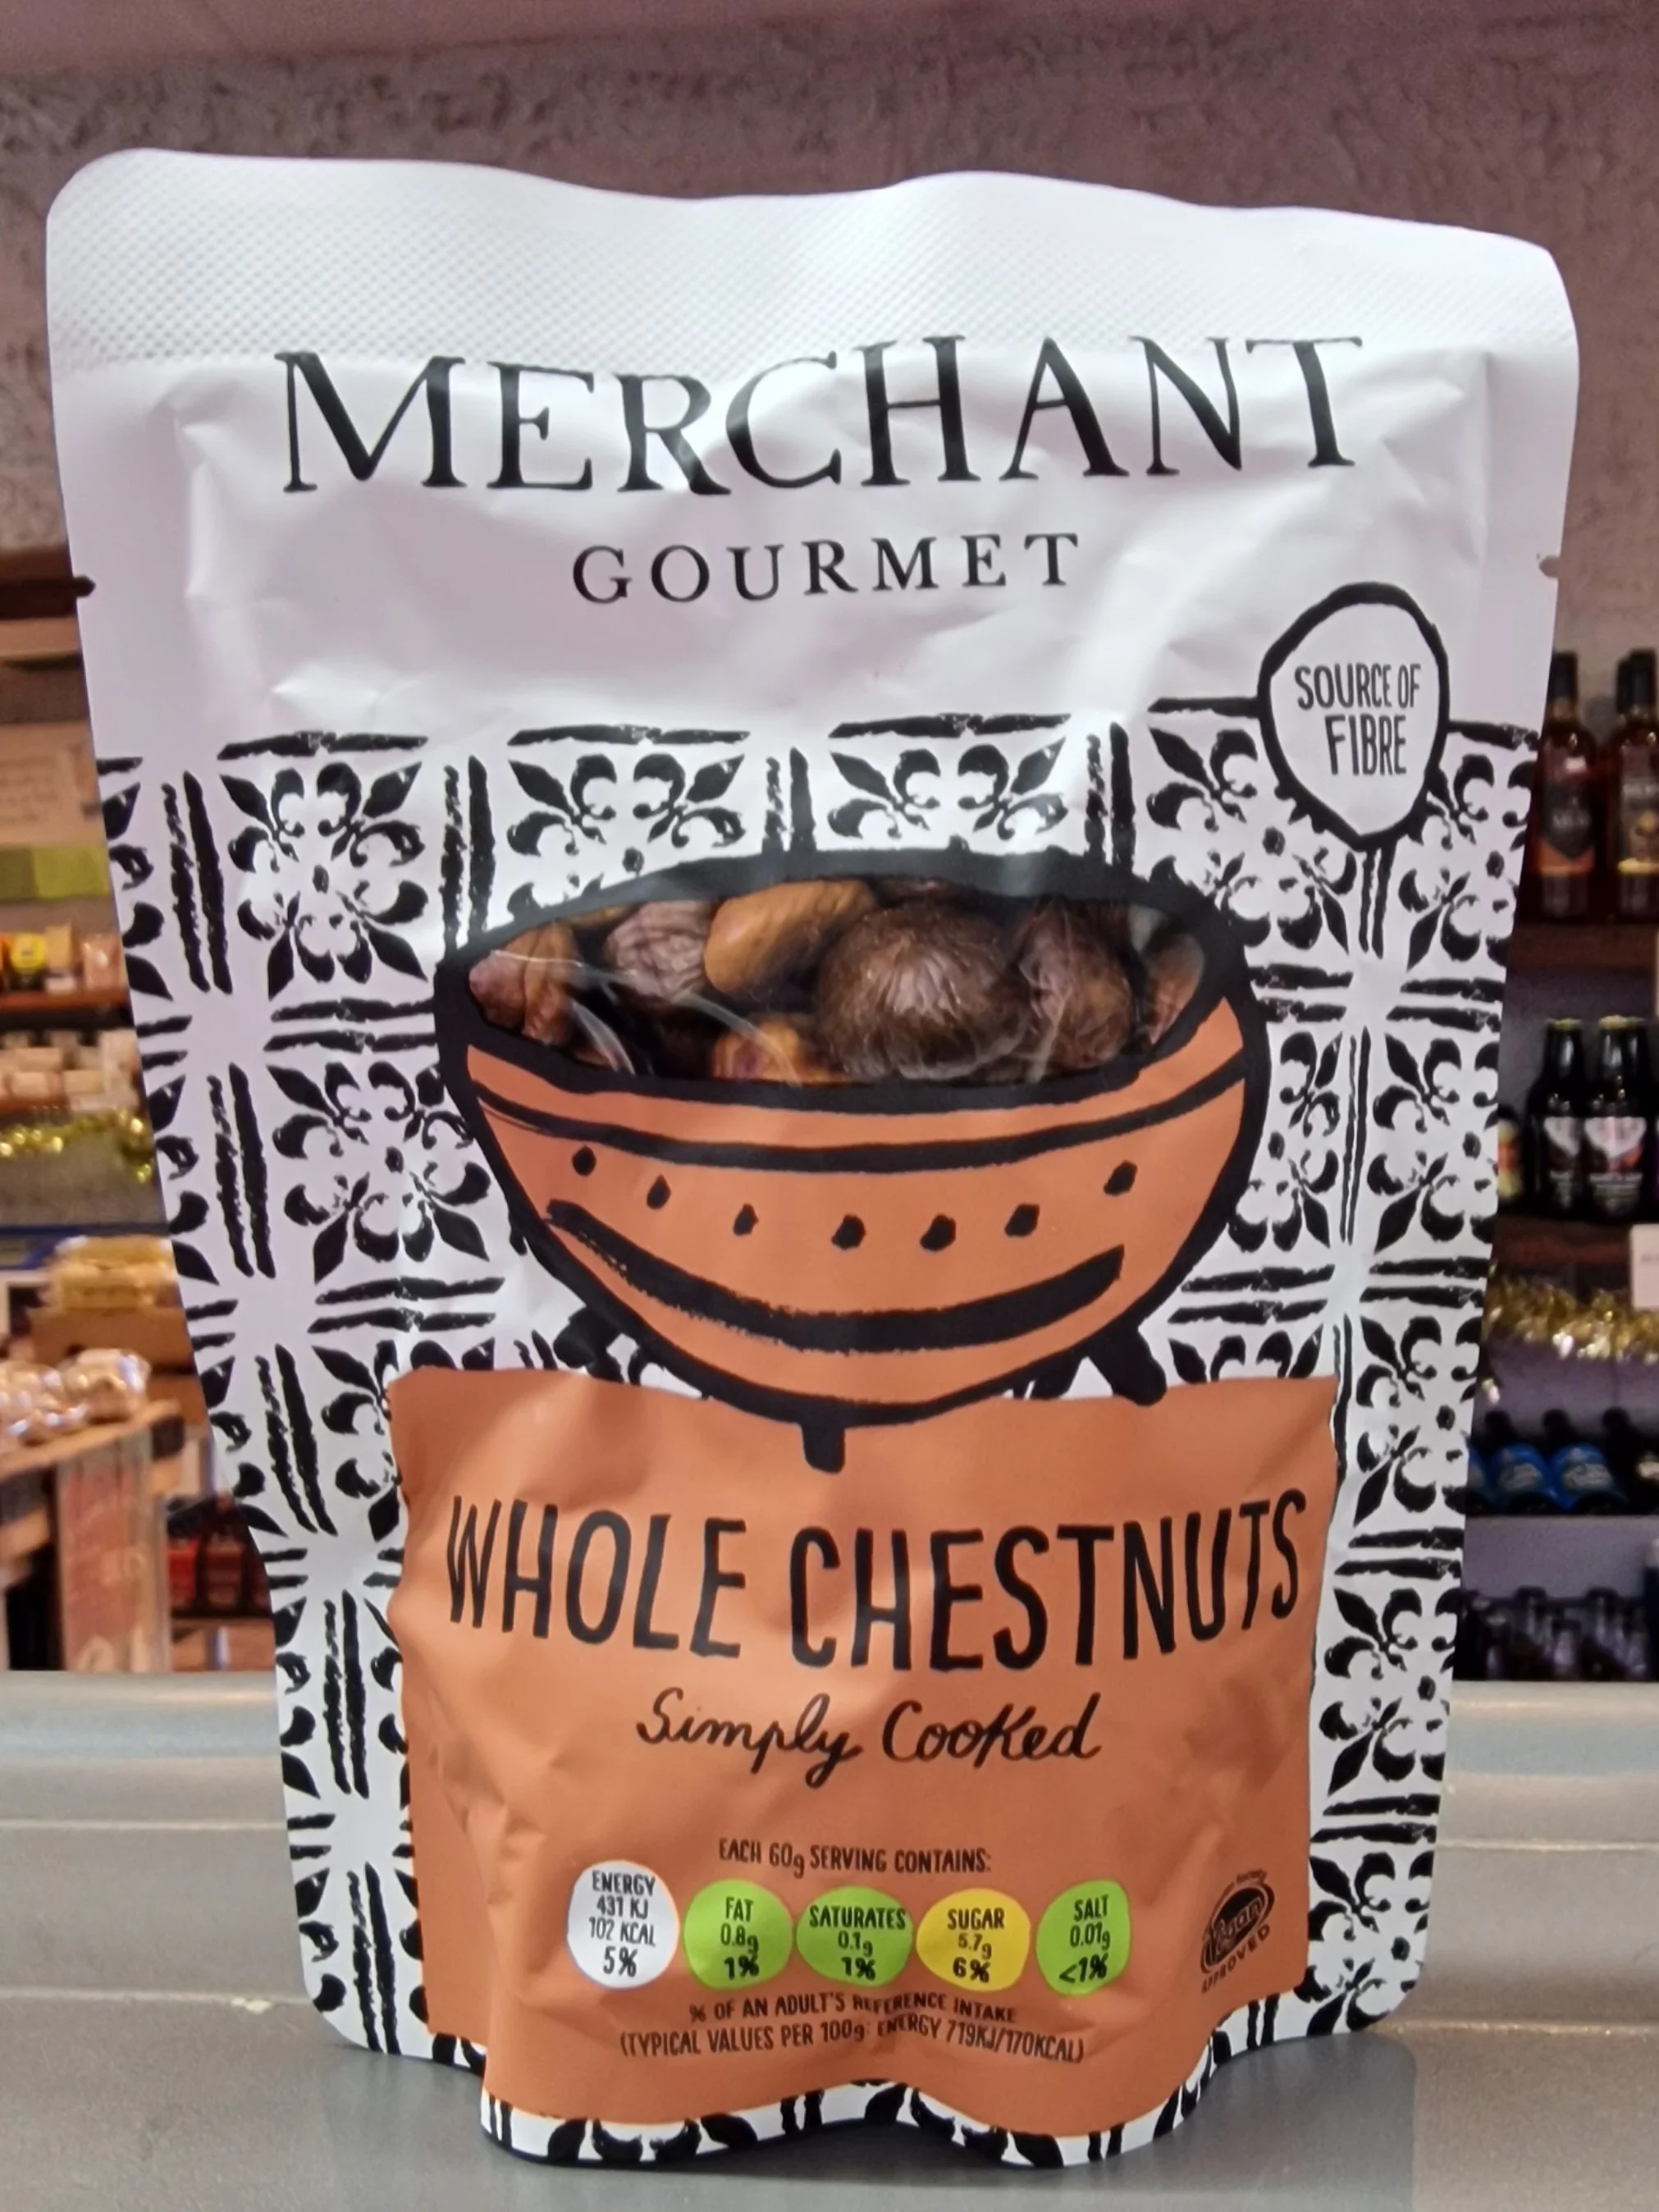 MERCHANT
GOURMET
SOURCE OF
FIBRE
WHOLE CHESTNUTS
Simply Cooked
EACH 60g SERVING CONTAINS:
ENERGY
431 KJ
102 KCAL
5%
FAT
0.8g
1%
SATURATES
0.1g
1%
SUGAR
5.7g
6%
SALT
0.01g
<1%
% OF AN ADULT'S REFERENCE INTAKE
(TYPICAL VALUES PER 100g: ENERGY 719KJ/170KCAL)
Vegan
APPROVED